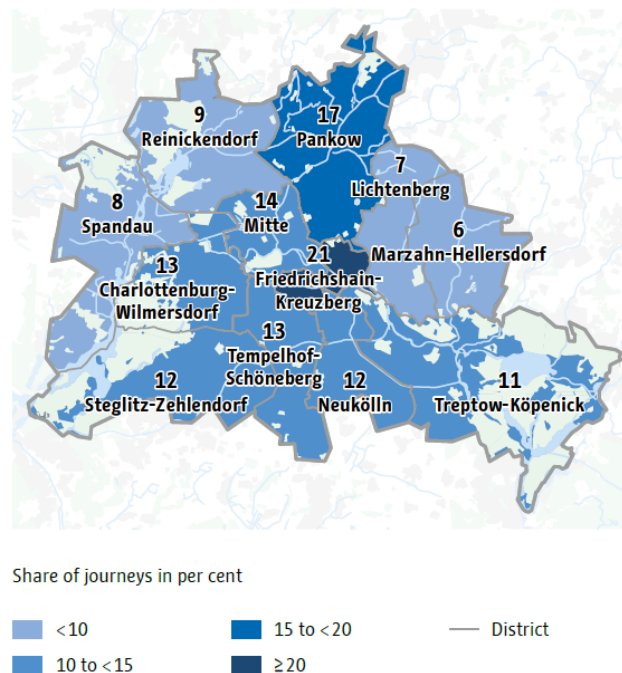 17
Pankow
9
Reinickendorf
7
Lichtenberg
14
Mitte
8
Spandau
6
Marzahn-Hellersdorf
21
Friedrichshain-
Kreuzberg
13
Charlottenburg-
Wilmersdorf
13
Tempelhof-
Schöneberg
12
Steglitz-Zehlendorf
12
Neukölln
11
Treptow-Köpenick
Share of journeys in per cent
<10
15 to <20
District
10 to <15
≥20